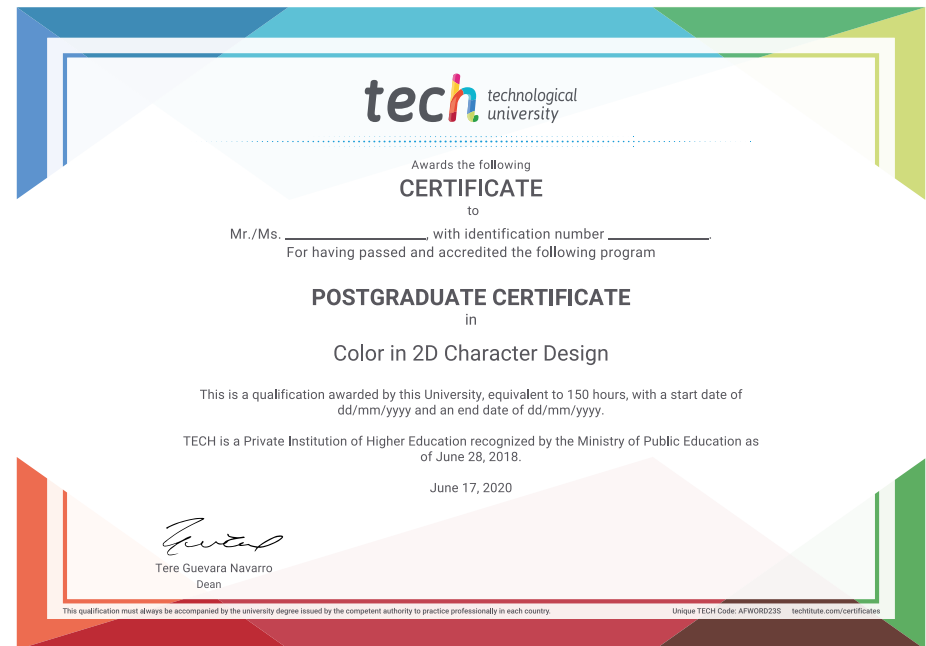 tech technological
university
Awards the following
CERTIFICATE
to
Mr./Ms. ____________________, with identification number ______________.
For having passed and accredited the following program
POSTGRADUATE CERTIFICATE
in
Color in 2D Character Design
This is a qualification awarded by this University, equivalent to 150 hours, with a start date of
dd/mm/yyyy and an end date of dd/mm/yyyy.
TECH is a Private Institution of Higher Education recognized by the Ministry of Public Education as
of June 28, 2018.
June 17, 2020
Tere Guevara Navarro
Dean
This qualification must always be accompanied by the university degree issued by the competent authority to practice professionally in each country.
Unique TECH Code: AFWORD23S techtitute.com/certificates